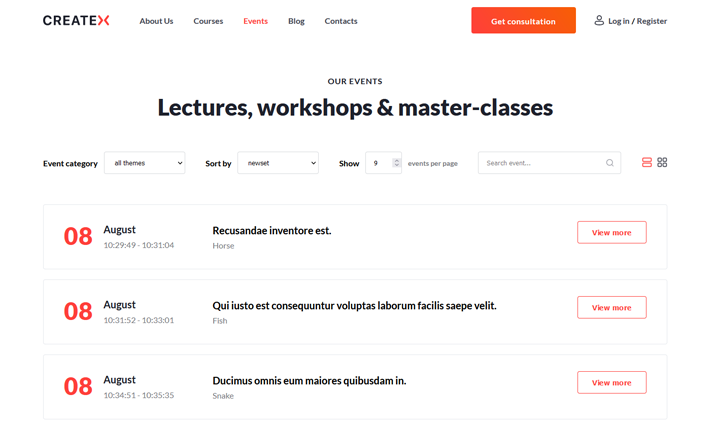 CREATEX About Us Courses Events Blog Contacts Get consultation Log in / Register
OUR EVENTS
Lectures, workshops & master-classes
Event category all themes Sort by newset Show 9 events per page Search event...
08 August Recusandae inventore est. View more
10:29:49 - 10:31:04 Horse
08 August Qui iusto est consequuntur voluptas laborum facilis saepe velit. View more
10:31:52 - 10:33:01 Fish
08 August Ducimus omnis eum maiores quibusdam in. View more
10:34:51 - 10:35:35 Snake